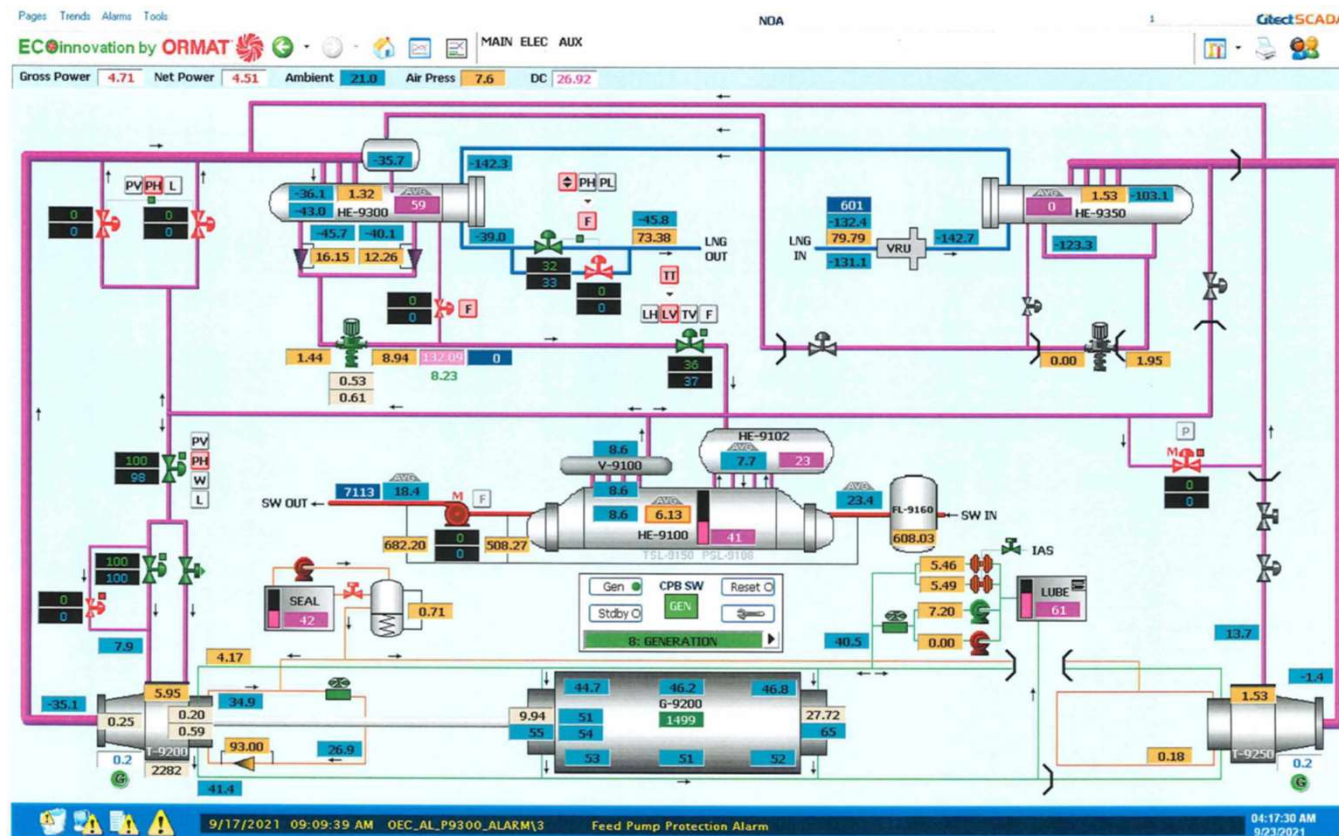 Pages Trends Alarms Tools
NOA
1
Citect SCADA
ECOinnovation by ORMAT
MAIN ELEC AUX
Gross Power 4.71 Net Power 4.51 Ambient 21.0 Air Press 7.6 DC 26.92
-35.7
-142.3
PV PH L
-36.1 1.32 AVG 59
-43.0 HE-9300
PH PL
601
AVG 0 1.53 -103.1
HE-9350
0 0
0 0
-45.7 -40.1
-39.0
F
-45.8
73.38
LNG OUT
LNG IN
-132.4
79.79
-131.1
VRU
-142.7
-123.3
16.15 12.26
32
33
0
0
TT
0
0
F
LH LV TV F
1.44 8.94 132.09 0
8.23
0.53
0.61
36
37
0.00 1.95
HE-9102
AVG
7.7 23
P
M
0
0
100
98
PV
PH
W
L
8.6
V-9100
8.6
8.6
AVG
6.13
HE-9100
41
TSL-9150 PSL-9108
SW OUT
7113
AVG
18.4
M F
0
0
682.20 508.27
AVG
23.4
FL-9160
608.03
SW IN
100
100
0
0
7.9
SEAL
42
0.71
Gen CPB SW Reset
GEN
Stdby
8: GENERATION
IAS
5.46
5.49
7.20
0.00
LUBE
61
40.5
13.7
4.17
-35.1
5.95
0.25 0.20
0.59
T-9200
2282
0.2
G
34.9
93.00
26.9
41.4
44.7 46.2 46.8
G-9200
1499
9.94 51 27.72
55 54 65
53 51 52
0.18
1.53
-1.4
T-9250
0.2
G
9/17/2021 09:09:39 AM OEC_AL_P9300_ALARM\3 Feed Pump Protection Alarm
04:17:30 AM
9/23/2021